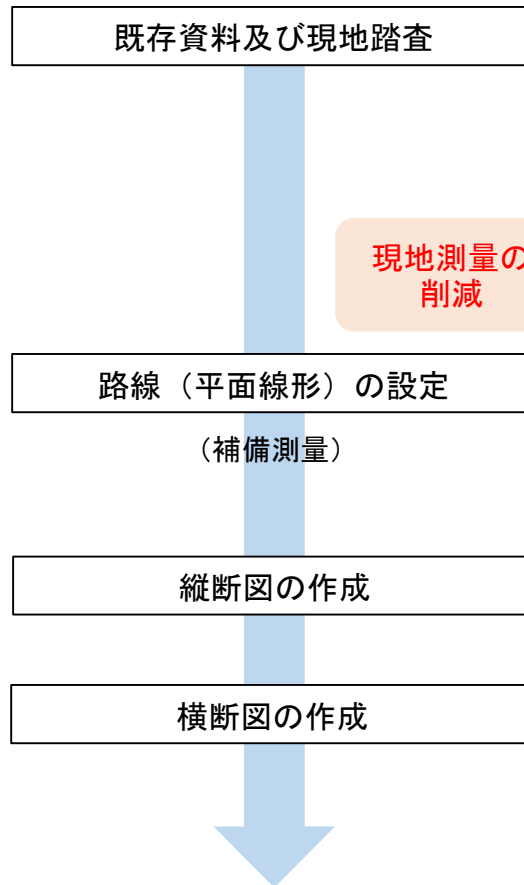 既存資料及び現地踏査
現地測量の
削減
路線（平面線形）の設定
（補備測量）
縦断図の作成
横断図の作成